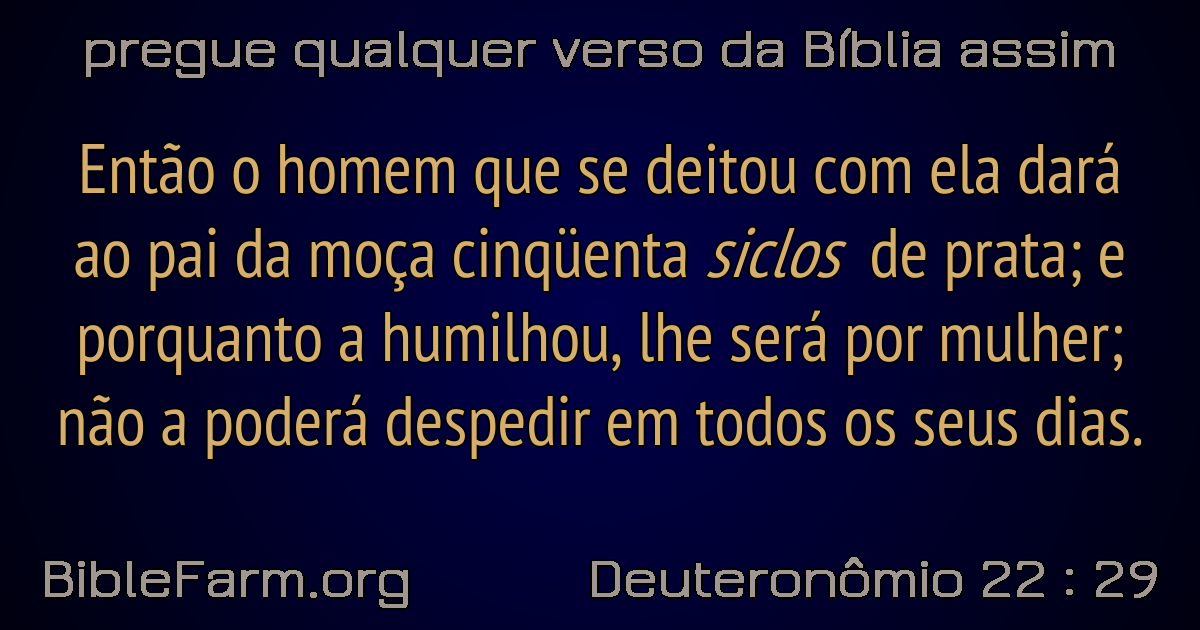 pregue qualquer verso da Bíblia assim
Então o homem que se deitou com ela dará
ao pai da moça cinqüenta siclos de prata; e
porquanto a humilhou, lhe será por mulher;
não a poderá despedir em todos os seus dias.
BibleFarm.org
Deuteronômio 22 : 29